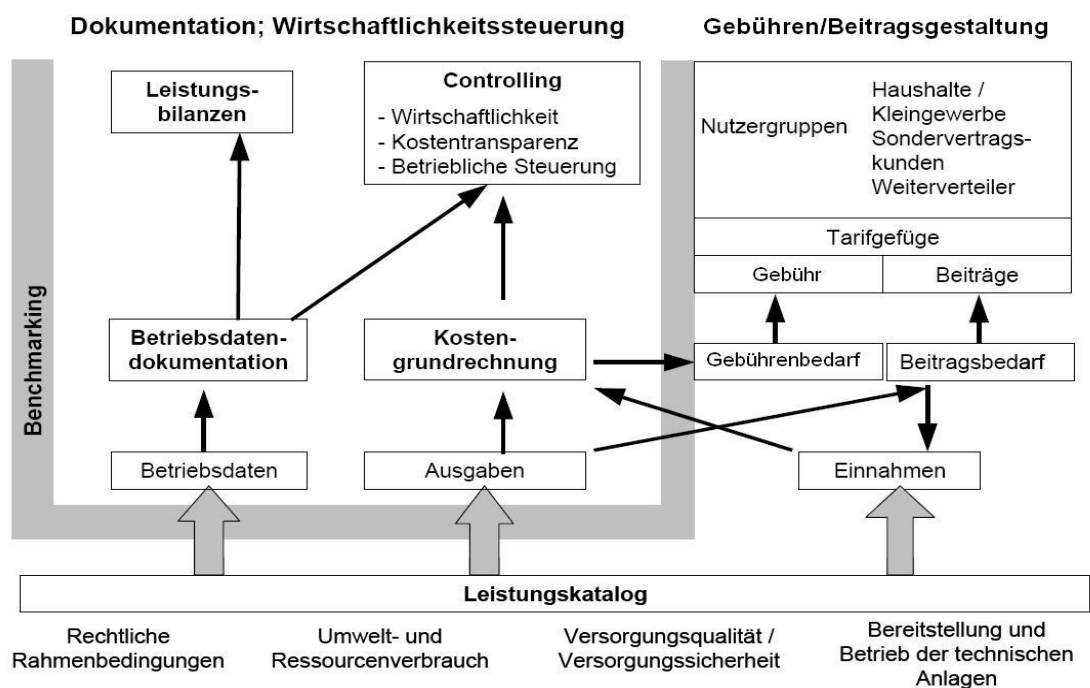 Dokumentation; Wirtschaftlichkeitssteuerung
Gebühren/Beitragsgestaltung
Leistungs-
bilanzen
Controlling
- Wirtschaftlichkeit
- Kostentransparenz
- Betriebliche Steuerung
Nutzergruppen
Haushalte /
Kleingewerbe
Sondervertrags-
kunden
Weiterverteiler
Tarifgefüge
Gebühr
Beiträge
Benchmarking
Betriebsdaten-
dokumentation
Kosten-
grundrechnung
Gebührenbedarf
Beitragsbedarf
Betriebsdaten
Ausgaben
Einnahmen
Leistungskatalog
Rechtliche
Rahmenbedingungen
Umwelt- und
Ressourcenverbrauch
Versorgungsqualität /
Versorgungssicherheit
Bereitstellung und
Betrieb der technischen
Anlagen